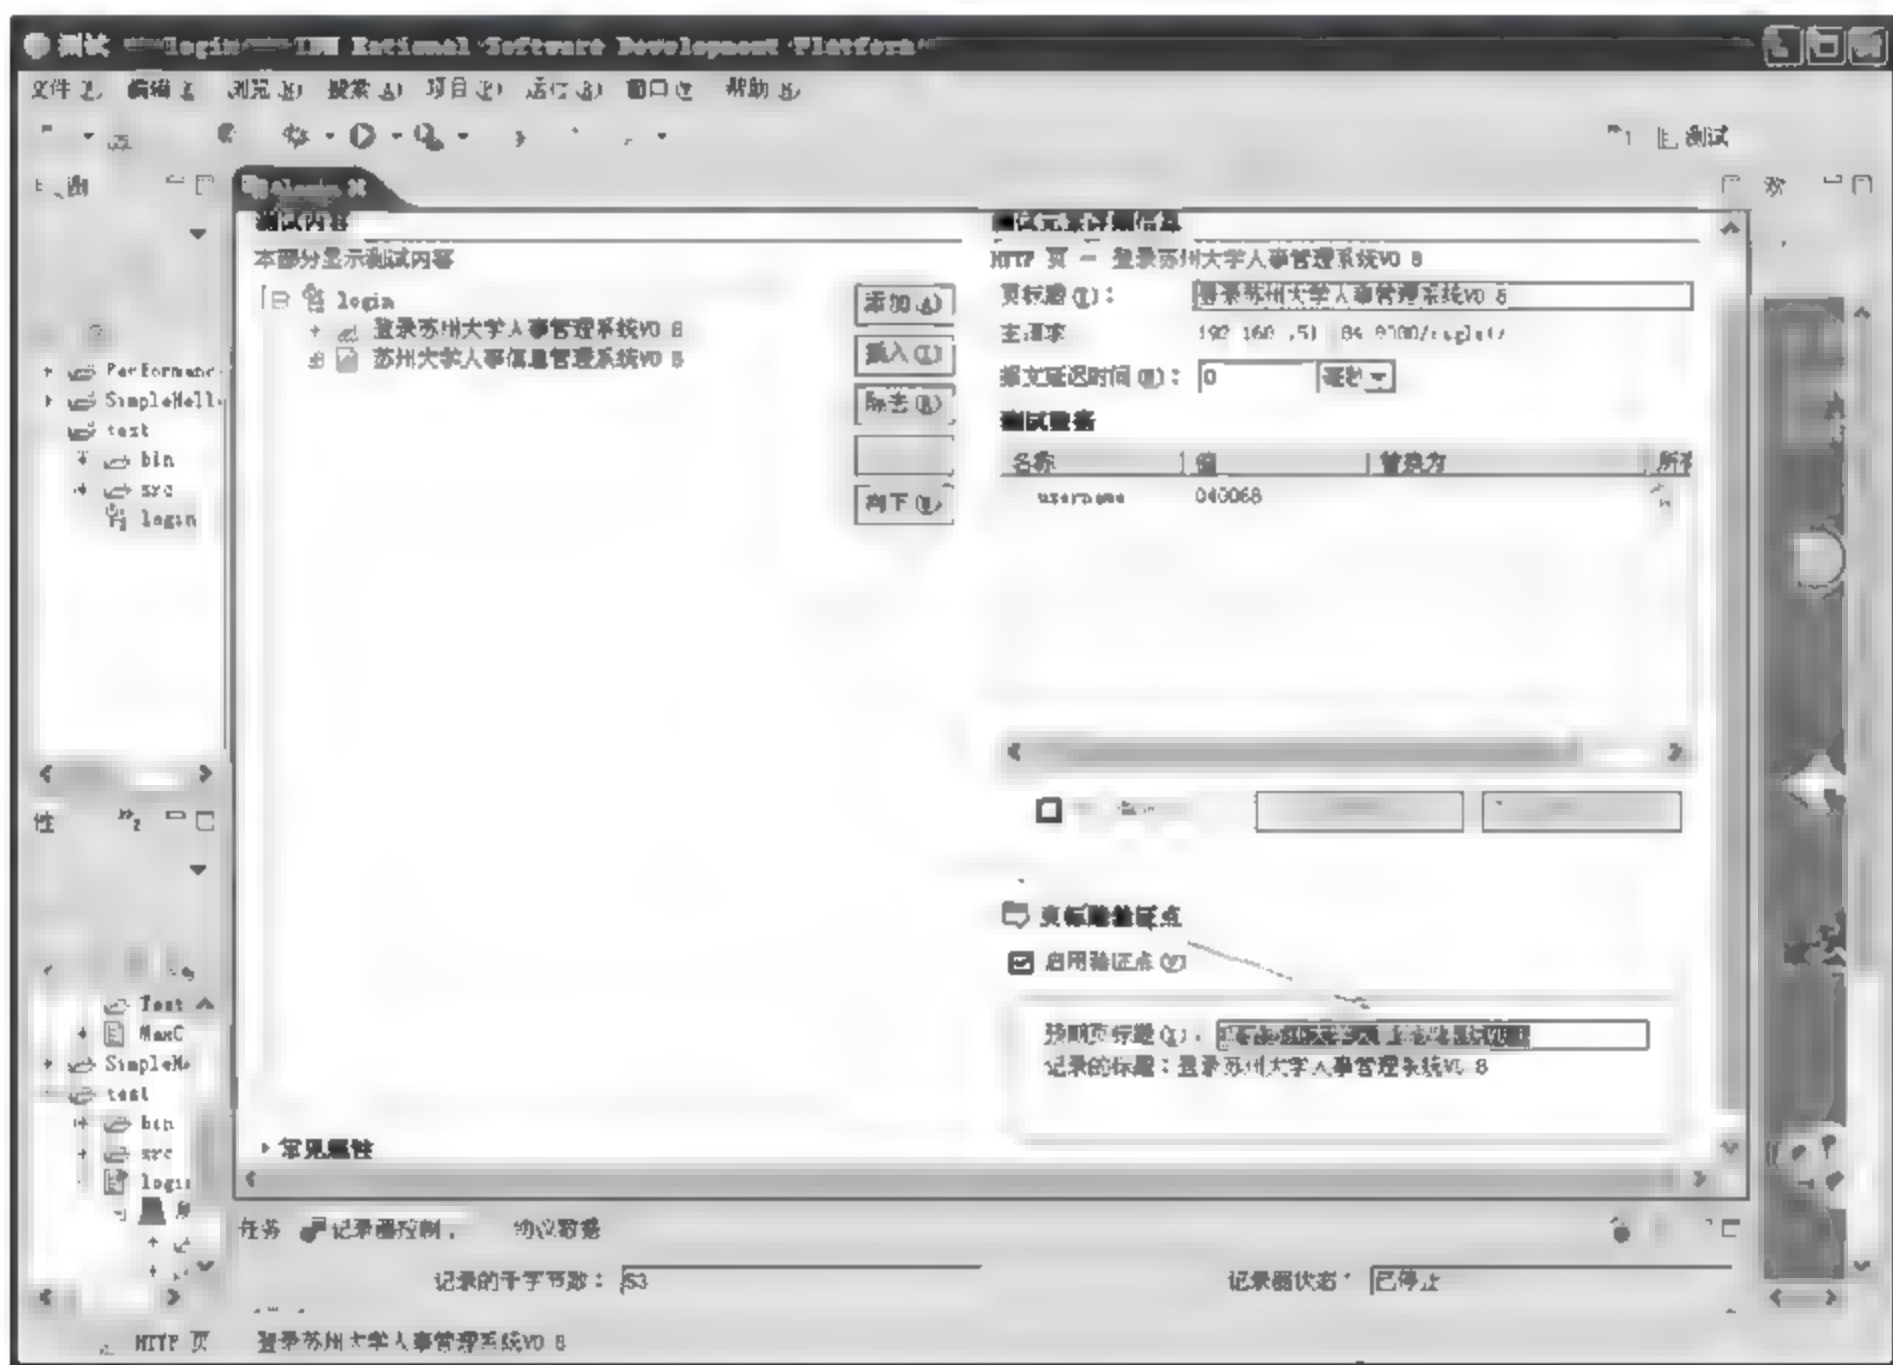 测试 login IBM Rational Software Development Platform
文件 编辑 浏览 搜索 项目 运行 窗口 帮助
测试
测试内容
本部分显示测试内容
login
登录苏州大学人事管理系统V0 8
苏州大学人事信息管理系统V0 8
添加(A)
插入(I)
除去(R)
向下
测试元素详细信息
HTTP 页 - 登录苏州大学人事管理系统V0 8
页标题(T):
登录苏州大学人事管理系统V0 8
主请求
报文延迟时间 : 0 毫秒
测试数据
名称 值 替换为
username 040068
页标题验证点
启用验证点(V)
预期页标题
记录的标题:登录苏州大学人事管理系统V0 8
常见属性
Performanc
SimpleHell
test
bin
src
login
性
Test
MaxC
SimpleHe
test
bin
src
login
任务 记录器控制 协议数据
记录的千字节数: 53
记录器状态: 已停止
HTTP 页 登录苏州大学人事管理系统V0 8